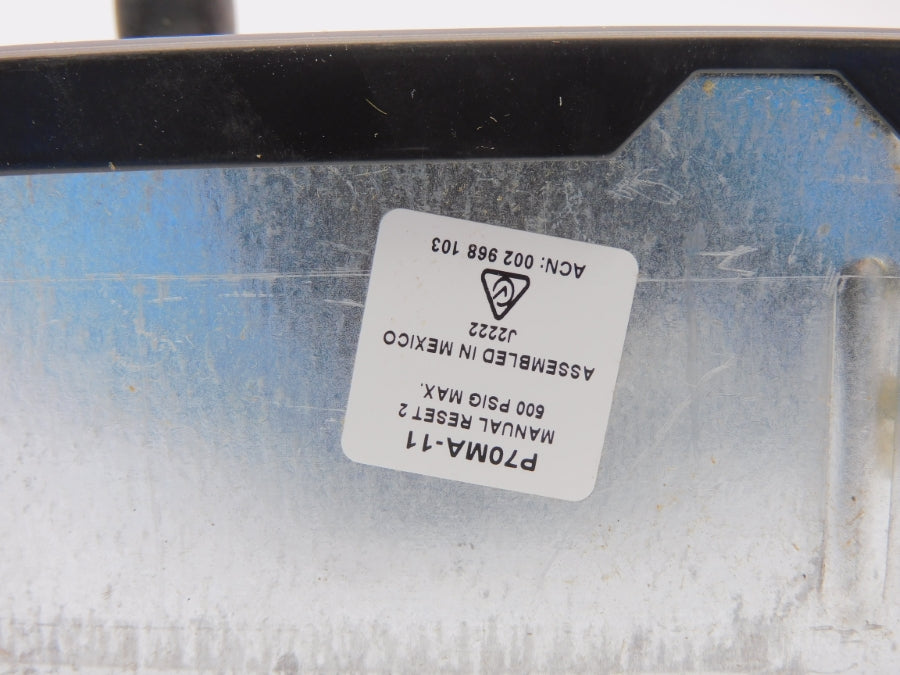 P70MA-11
MANUAL RESET 2
600 PSIG MAX.
ASSEMBLED IN MEXICO
J2222
ACN: 002 968 103